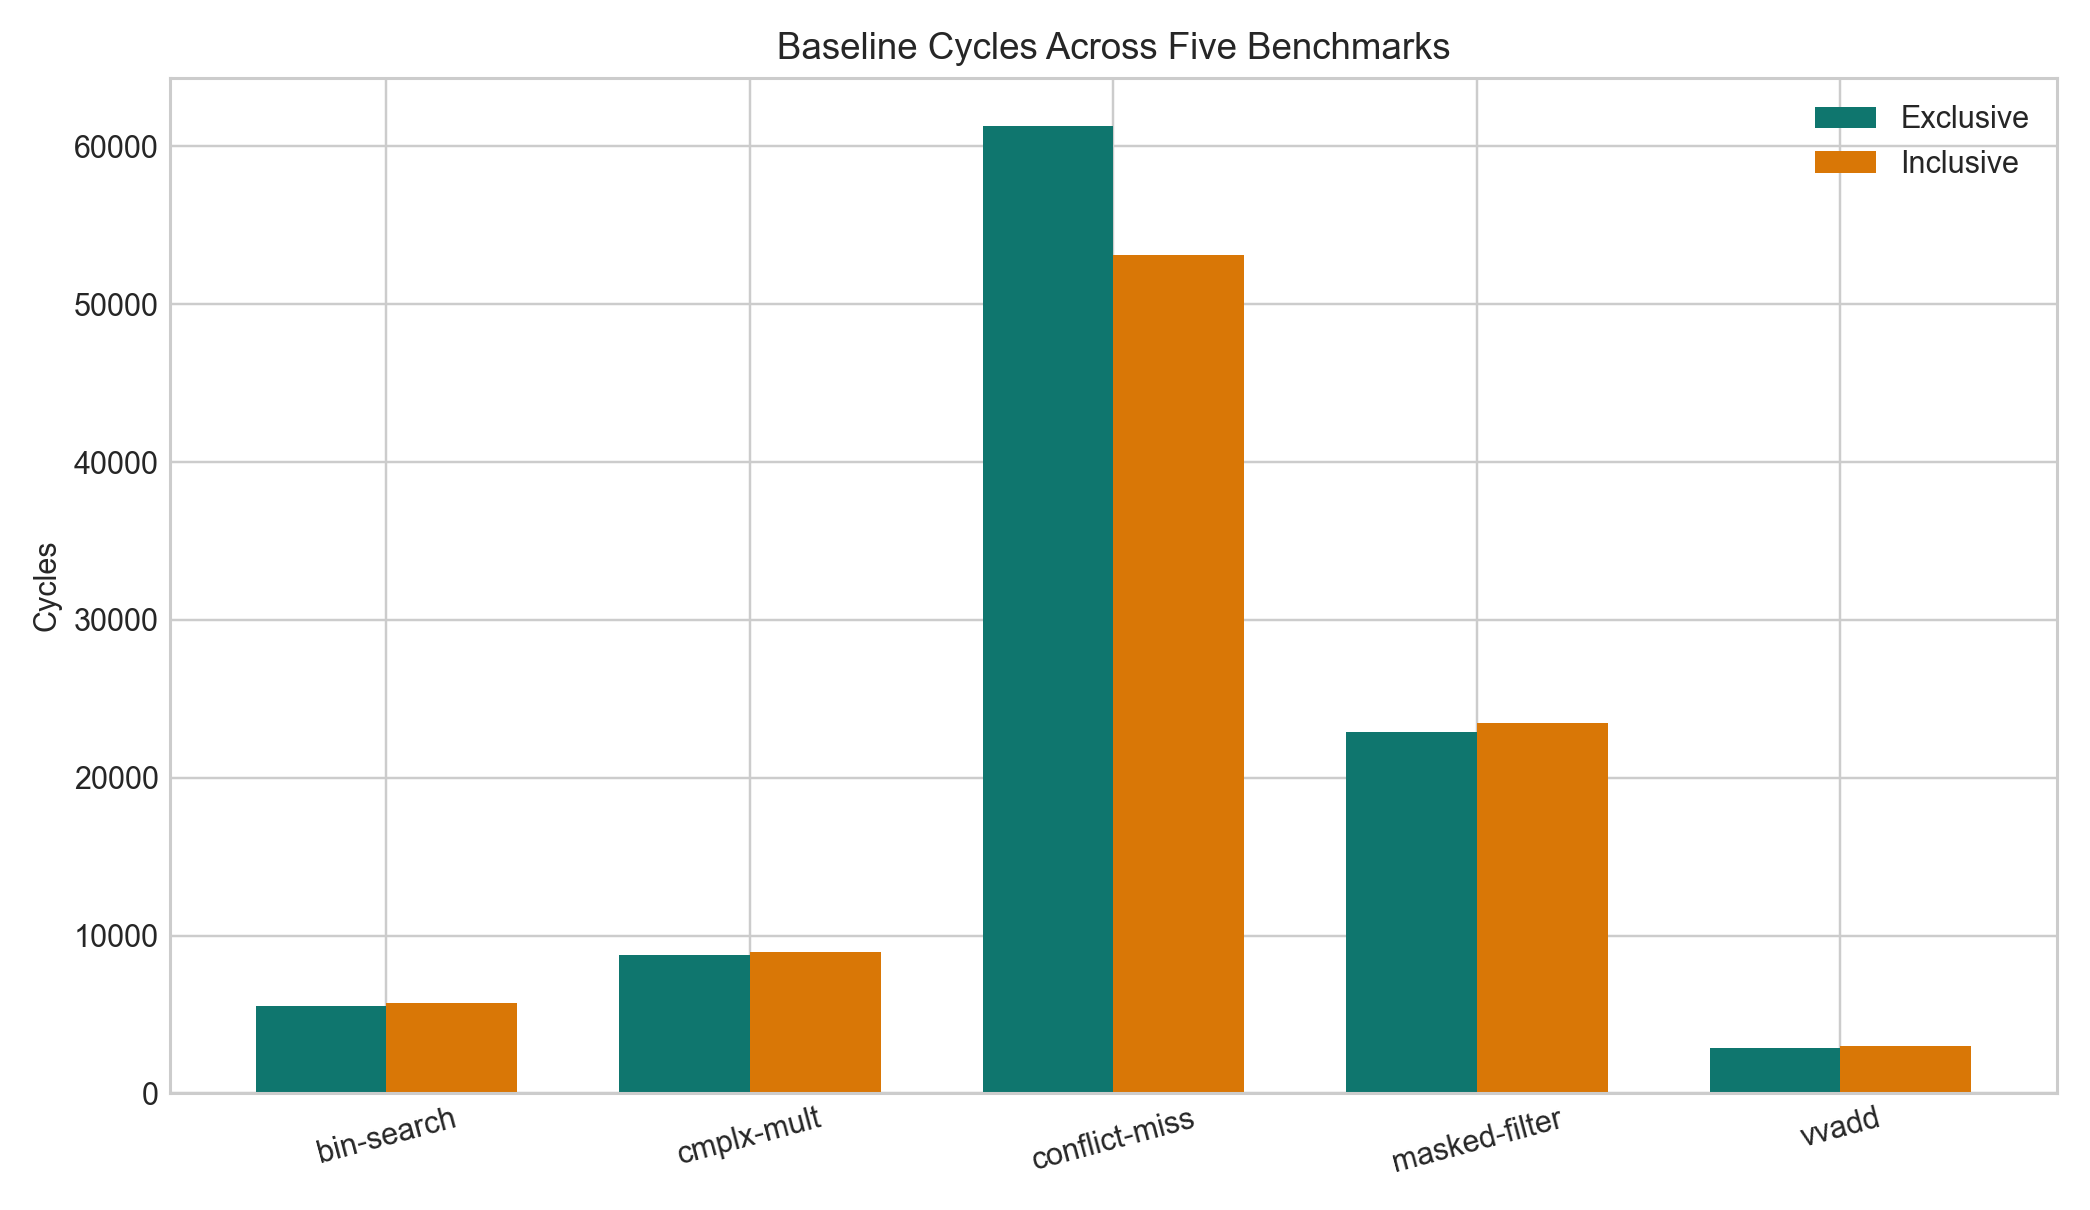 Baseline Cycles Across Five Benchmarks
Exclusive
Inclusive
60000
50000
40000
30000
20000
10000
0
Cycles
bin-search
cmplx-mult
conflict-miss
masked-filter
vvadd